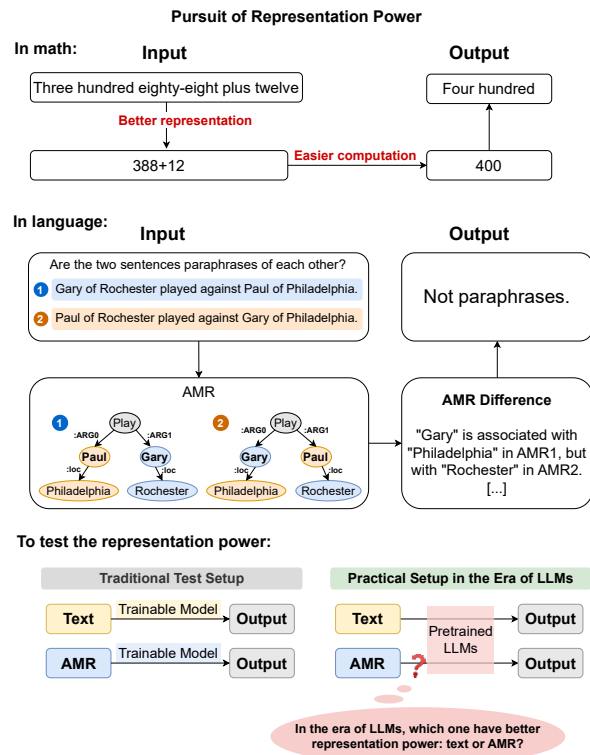 Pursuit of Representation Power
In math:
Input
Output
Three hundred eighty-eight plus twelve
Four hundred
Better representation
388+12
Easier computation
400
In language:
Input
Output
Are the two sentences paraphrases of each other?
1 Gary of Rochester played against Paul of Philadelphia.
2 Paul of Rochester played against Gary of Philadelphia.
Not paraphrases.
AMR
1
Play
:ARG0
:ARG1
Paul
Gary
:loc
:loc
Philadelphia
Rochester
2
Play
:ARG0
:ARG1
Gary
Paul
:loc
:loc
Philadelphia
Rochester
AMR Difference
"Gary" is associated with
"Philadelphia" in AMR1, but
with "Rochester" in AMR2.
[...]
To test the representation power:
Traditional Test Setup
Practical Setup in the Era of LLMs
Text
Trainable Model
Output
Text
Output
AMR
Trainable Model
Output
AMR
Pretrained
LLMs
Output
?
In the era of LLMs, which one have better
representation power: text or AMR?